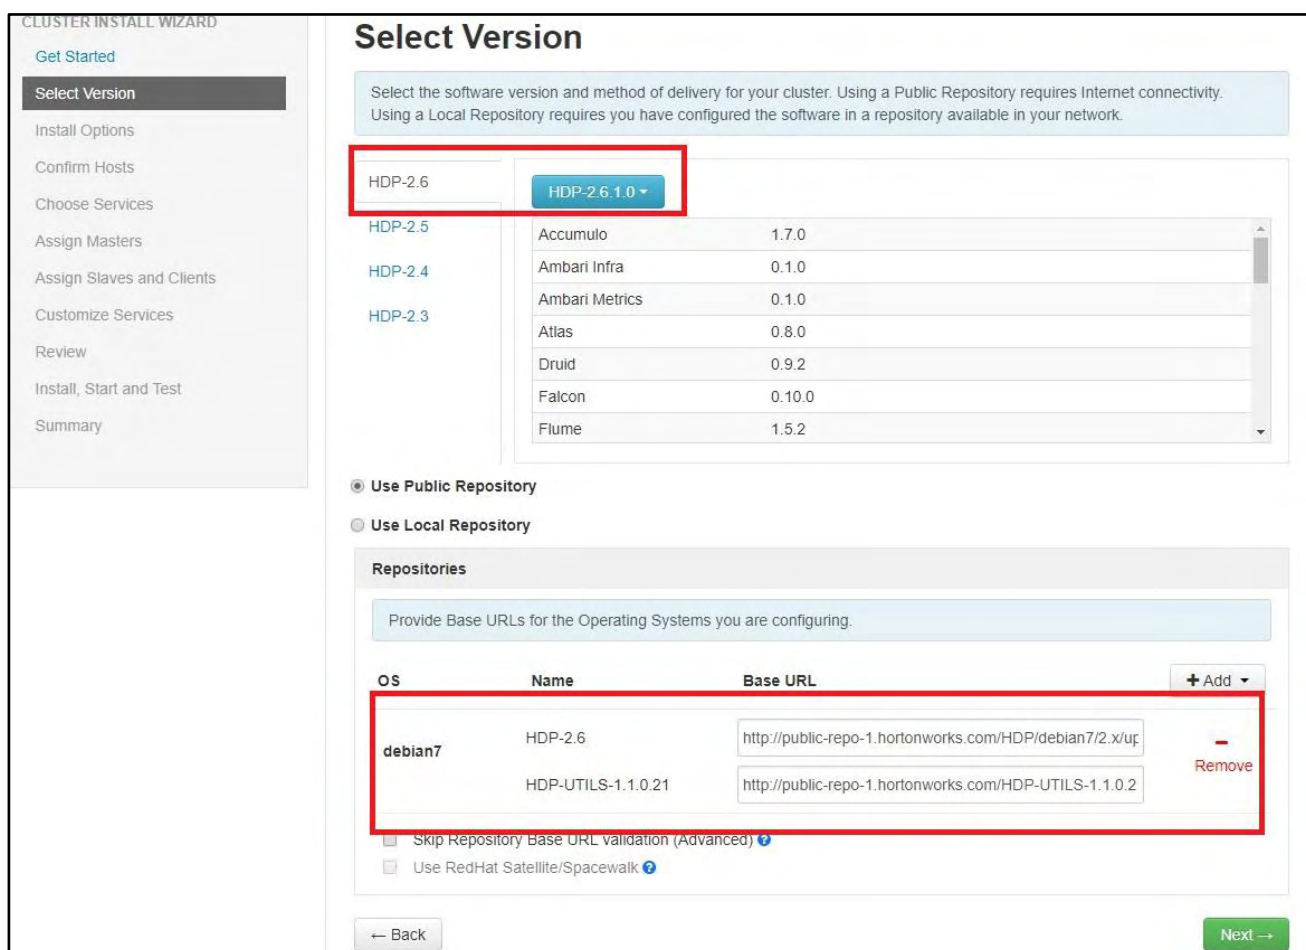 CLUSTER INSTALL WIZARD
Get Started
Select Version
Install Options
Confirm Hosts
Choose Services
Assign Masters
Assign Slaves and Clients
Customize Services
Review
Install, Start and Test
Summary
Select Version
Select the software version and method of delivery for your cluster. Using a Public Repository requires Internet connectivity.
Using a Local Repository requires you have configured the software in a repository available in your network.
HDP-2.6
HDP-2.5
HDP-2.4
HDP-2.3
HDP-2.6.1.0
Accumulo 1.7.0
Ambari Infra 0.1.0
Ambari Metrics 0.1.0
Atlas 0.8.0
Druid 0.9.2
Falcon 0.10.0
Flume 1.5.2
Use Public Repository
Use Local Repository
Repositories
Provide Base URLs for the Operating Systems you are configuring.
OS Name Base URL + Add
debian7
HDP-2.6 http://public-repo-1.hortonworks.com/HDP/debian7/2.x/up
HDP-UTILS-1.1.0.21 http://public-repo-1.hortonworks.com/HDP-UTILS-1.1.0.2
Remove
Skip Repository Base URL validation (Advanced) ?
Use RedHat Satellite/Spacewalk ?
← Back
Next →